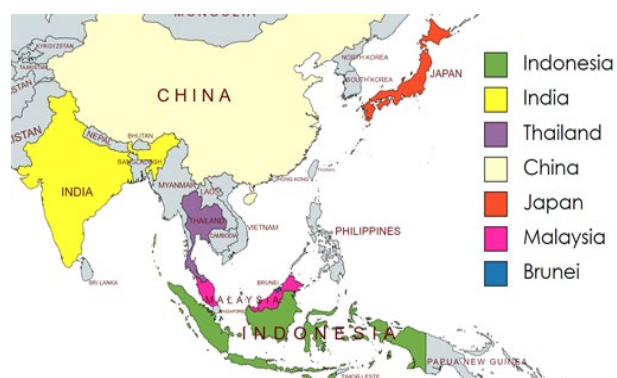 MONGOLIA
KYRGYZSTAN
TAJIKISTAN
STAN
ISTAN
NORTH KOREA
SOUTH KOREA
JAPAN
CHINA
NEPAL
BHUTAN
BANGLADESH
INDIA
MYANMAR
LAOS
HONG KONG
TAIWAN
THAILAND
CAMBODIA
VIETNAM
PHILIPPINES
SRI LANKA
BRUNEI
MALAYSIA
SINGAPORE
INDONESIA
PAPUA NEW GUINEA
TIMOR-LESTE
Indonesia
India
Thailand
China
Japan
Malaysia
Brunei